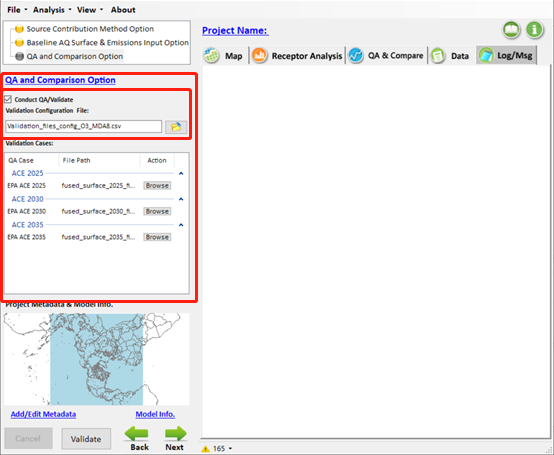 File Analysis View About
Source Contribution Method Option
Baseline AQ Surface & Emissions Input Option
QA and Comparison Option
QA and Comparison Option
Conduct QA/Validate
Validation Configuration File:
Validation_files_config_O3_MDA8.csv
Validation Cases:
QA Case File Path Action
ACE 2025
EPA ACE 2025 fused_surface_2025_fi... Browse
ACE 2030
EPA ACE 2030 fused_surface_2030_fi... Browse
ACE 2035
EPA ACE 2035 fused_surface_2035_fi... Browse
Project Metadata & Model Info.
Add/Edit Metadata Model Info.
Cancel Validate Back Next
Project Name:
Map Receptor Analysis QA & Compare Data Log/Msg
165